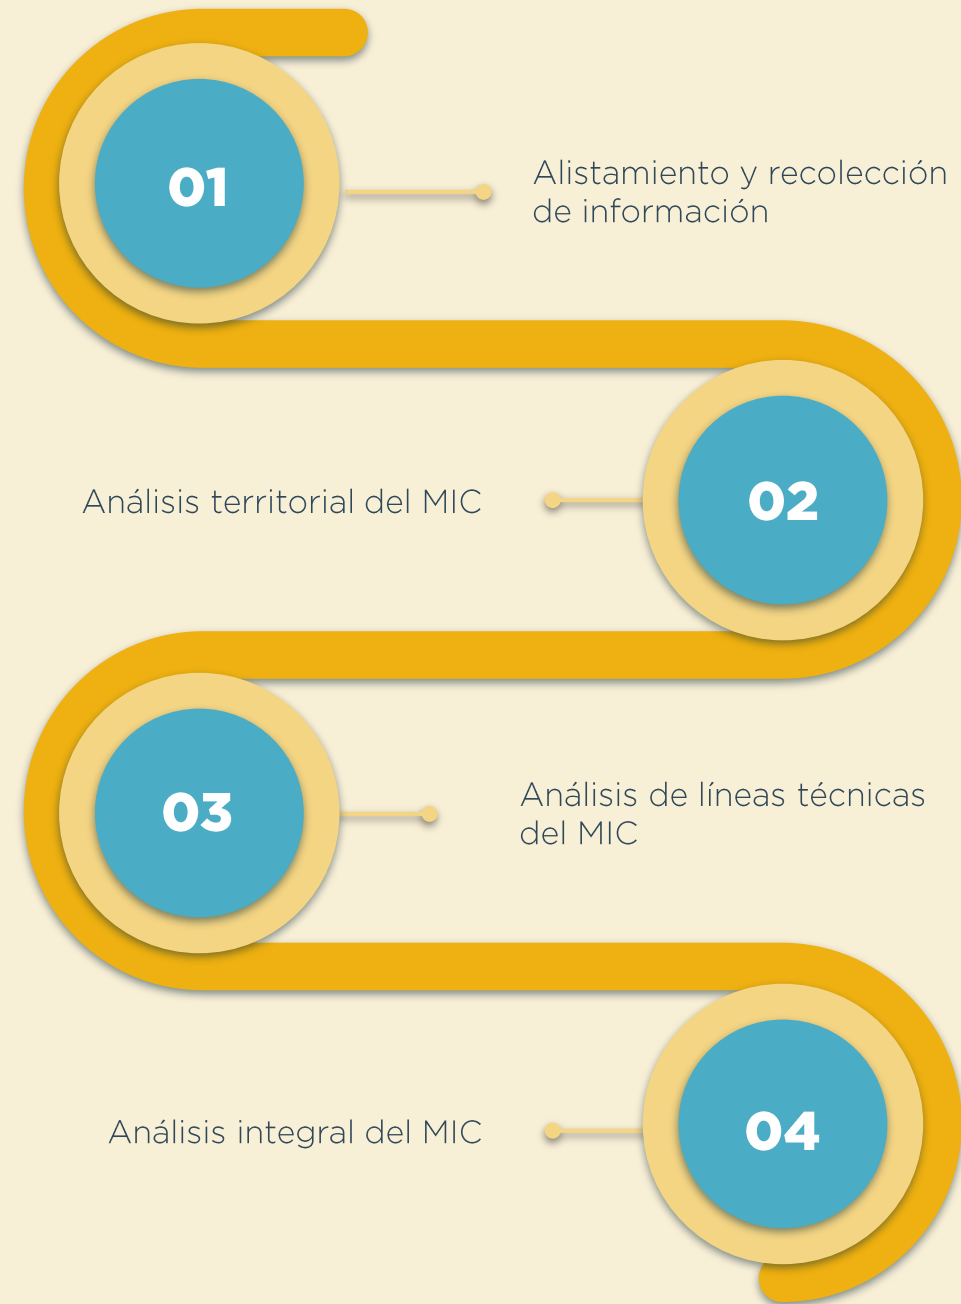 01
Alistamiento y recolección
de información
Análisis territorial del MIC
02
03
Análisis de líneas técnicas
del MIC
Análisis integral del MIC
04